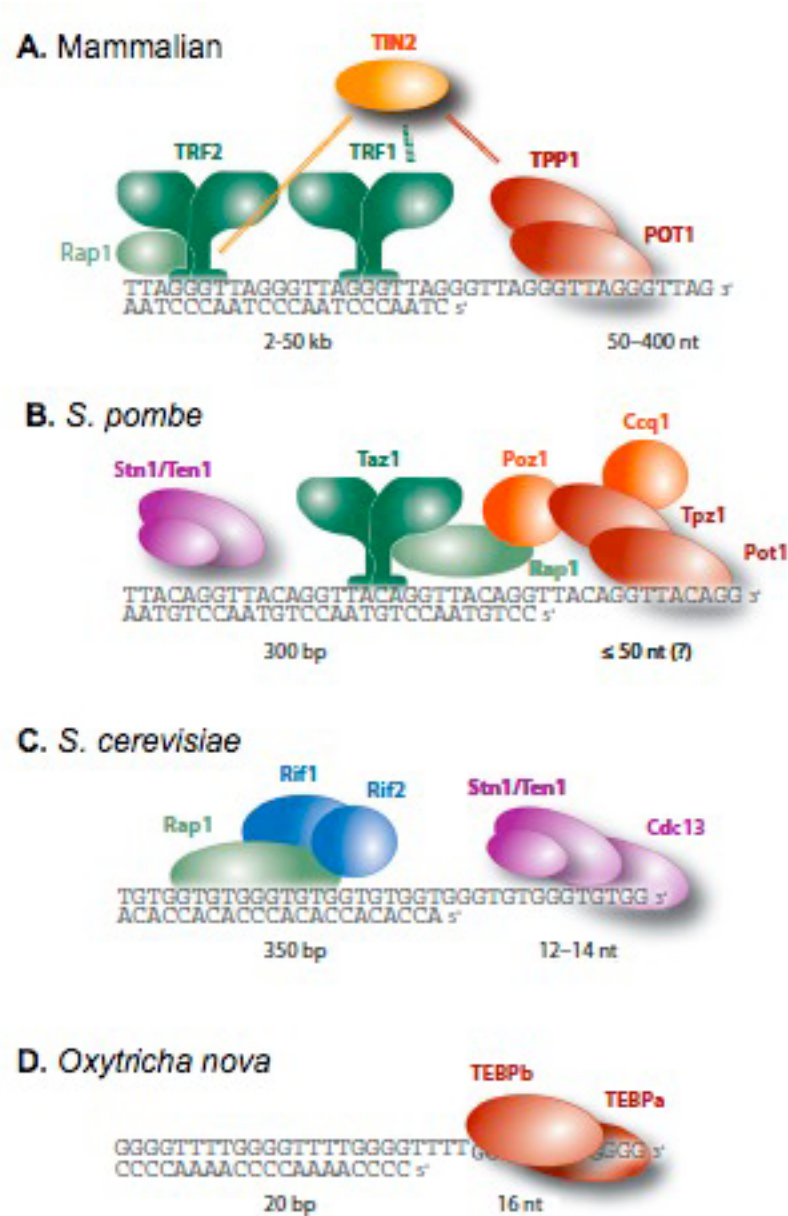 A. Mammalian
TIN2
TRF2
TRF1
TPP1
Rap1
POT1
TTAGGGTTAGGGTTAGGGTTAGGGTTAGGGTTAGGGTTAG 3'
AATCCCAATCCCAATCCCAATC 5'
2-50 kb
50–400 nt
B. S. pombe
Ccq1
Stn1/Ten1
Taz1
Poz1
Tpz1
Pot1
Rap1
TTACAGGTTACAGGTTACAGGTTACAGGTTACAGGTTACAGG 3'
AATGTCCAATGTCCAATGTCCAATGTCC 5'
300 bp
≤ 50 nt (?)
C. S. cerevisiae
Rif1
Rif2
Stn1/Ten1
Rap1
Cdc13
TGTGGTGTGGGTGTGGTGTGGTGGGTGTGGGTGTGG 3'
ACACCACACCCACACCACACCA 5'
350 bp
12–14 nt
D. Oxytricha nova
TEBPb
TEBPa
GGGGTTTTGGGGTTTTGGGGTTTT GGGG 3'
CCCCAAAACCCCAAAACCCC 5'
20 bp
16 nt